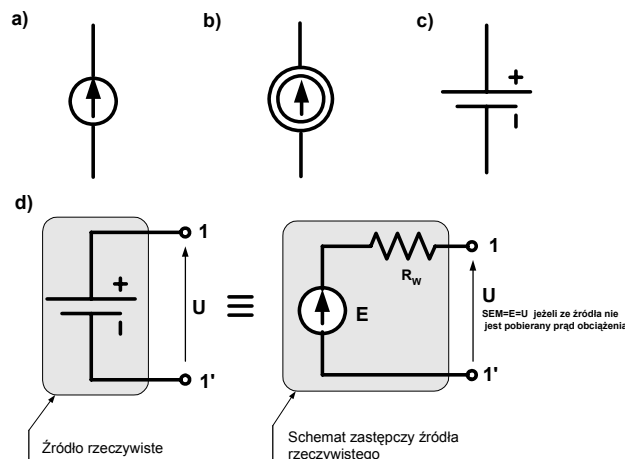 a)
b)
c)
+
–
d)
+
–
1
U
1'
≡
E
R_W
1
U
SEM=E=U jeżeli ze źródła nie
jest pobierany prąd obciążenia
1'
Źródło rzeczywiste
Schemat zastępczy źródła
rzeczywistego